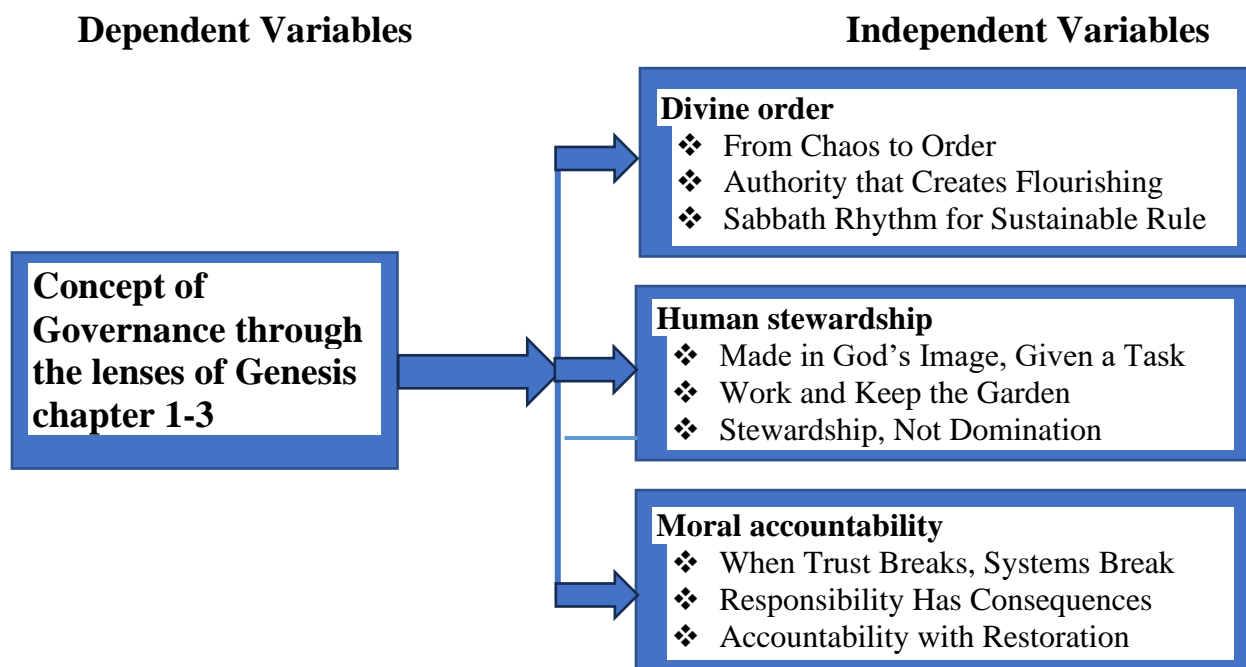 Dependent Variables
Independent Variables
Concept of
Governance through
the lenses of Genesis
chapter 1-3
Divine order
❖ From Chaos to Order
❖ Authority that Creates Flourishing
❖ Sabbath Rhythm for Sustainable Rule
Human stewardship
❖ Made in God’s Image, Given a Task
❖ Work and Keep the Garden
❖ Stewardship, Not Domination
Moral accountability
❖ When Trust Breaks, Systems Break
❖ Responsibility Has Consequences
❖ Accountability with Restoration